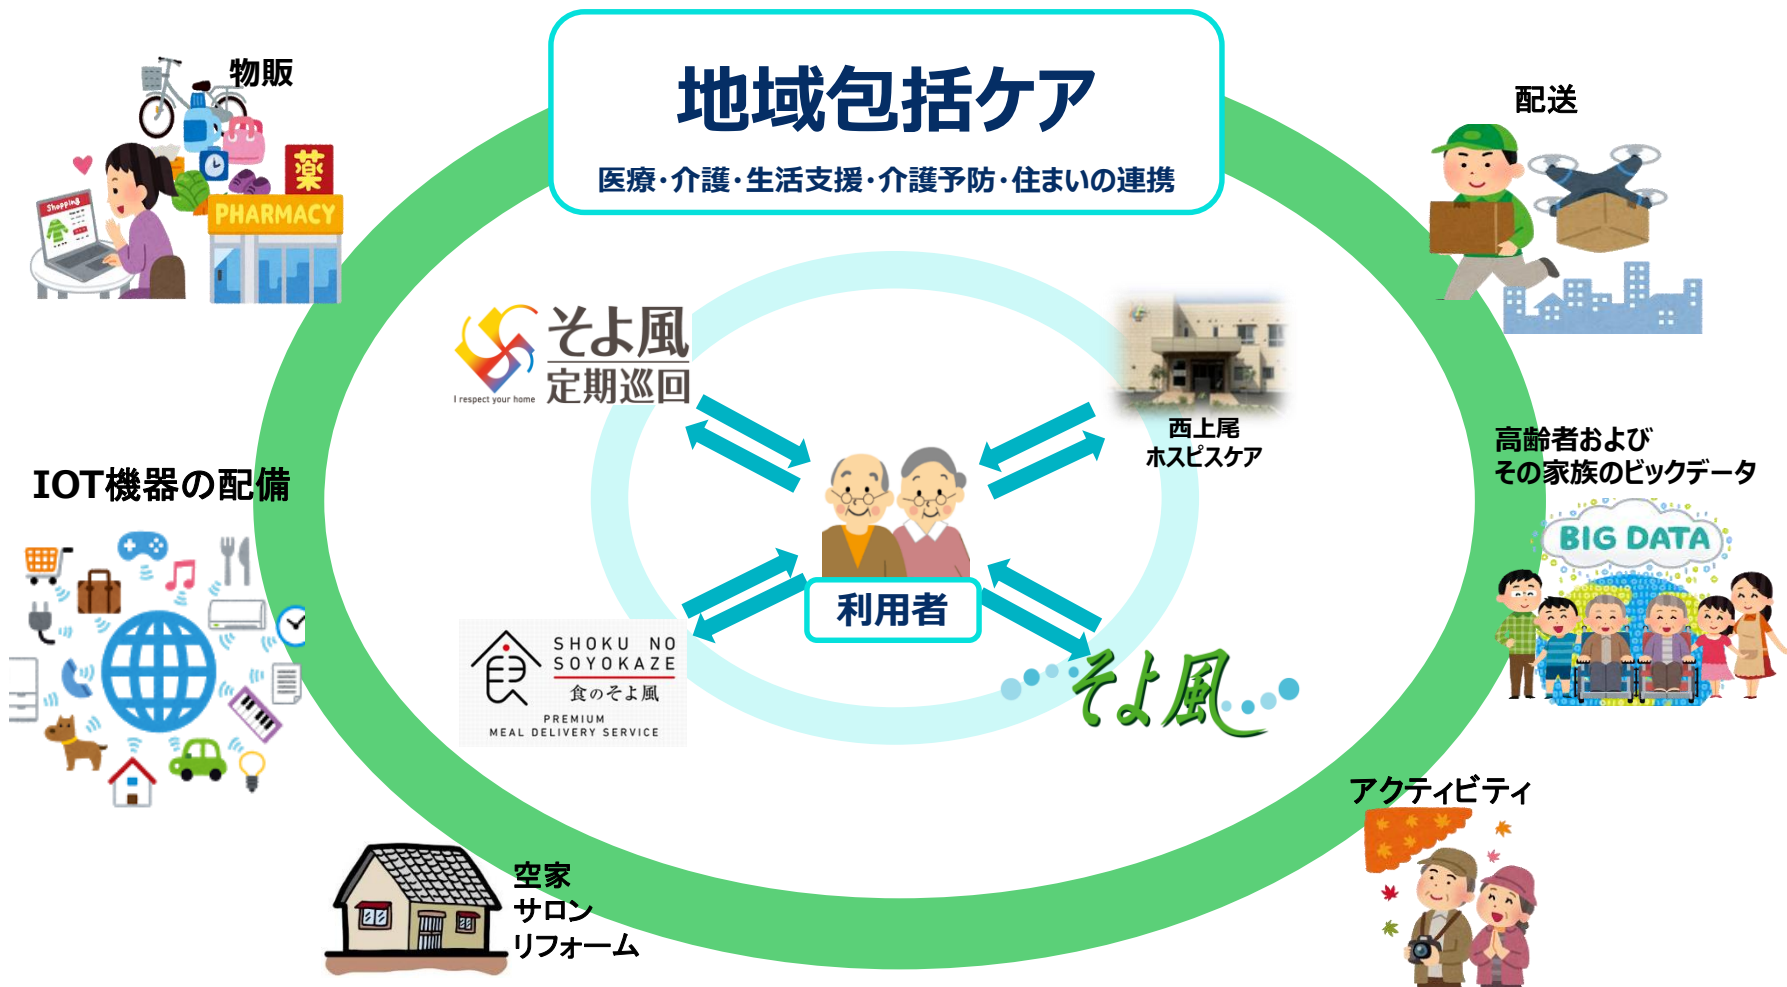 地域包括ケア
医療・介護・生活支援・介護予防・住まいの連携
物販
Shopping
薬
PHARMACY
配送
そよ風
定期巡回
I respect your home
西上尾
ホスピスケア
IOT機器の配備
高齢者および
その家族のビックデータ
BIG DATA
利用者
食
SHOKU NO
SOYOKAZE
食のそよ風
PREMIUM
MEAL DELIVERY SERVICE
そよ風
アクティビティ
空家
サロン
リフォーム